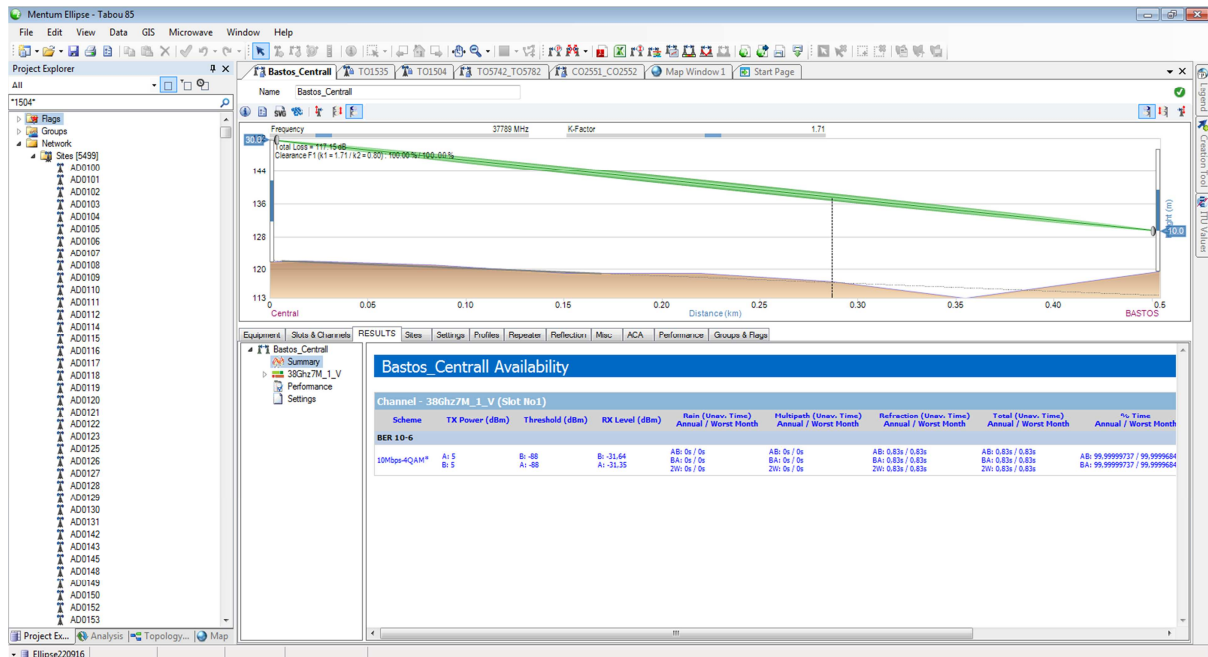 Mentum Ellipse - Tabou 85
File Edit View Data GIS Microwave Window Help
Project Explorer
Bastos_Centrall TO1535 TO1504 TO5742_TO5782 CO2551_CO2552 Map Window 1 Start Page
All
Name Bastos_Centrall
*1504*
Flags
Groups
Network
Sites [5499]
AD0100
AD0101
AD0102
AD0103
AD0104
AD0105
AD0106
AD0107
AD0108
AD0109
AD0110
AD0111
AD0112
AD0114
AD0115
AD0116
AD0117
AD0118
AD0119
AD0120
AD0121
AD0122
AD0123
AD0125
AD0126
AD0127
AD0128
AD0129
AD0130
AD0131
AD0142
AD0143
AD0145
AD0148
AD0149
AD0150
AD0152
AD0153
Project Ex... Analysis Topology... Map
Ellipse220916
Frequency 37789 MHz K-Factor 1.71
30.0
Total Loss = 117.15 dB
Clearance F1 (k1 = 1.71 / k2 = 0.80) : 100.00 % / 100.00 %
144
136
128
120
113
10.0
0 0.05 0.10 0.15 0.20 0.25 0.30 0.35 0.40 0.5
Central Distance (km) BASTOS
Legend
Creation Tool
ITU Values
Equipment Slots & Channels RESULTS Sites Settings Profiles Repeater Reflection Misc ACA Performance Groups & Flags
Bastos_Centrall
Summary
38Ghz7M_1_V
Performance
Settings
Bastos_Centrall Availability
Channel - 38Ghz7M_1_V (Slot No1)
Scheme TX Power (dBm) Threshold (dBm) RX Level (dBm) Rain (Unav. Time) Multipath (Unav. Time) Refraction (Unav. Time) Total (Unav. Time) % Time
Annual / Worst Month Annual / Worst Month Annual / Worst Month Annual / Worst Month Annual / Worst Month
BER 10-6
AB: 0s / 0s AB: 0s / 0s AB: 0.83s / 0.83s AB: 0.83s / 0.83s
10Mbps-4QAM* A: 5 B: -88 B: -31.64 BA: 0s / 0s BA: 0s / 0s BA: 0.83s / 0.83s BA: 0.83s / 0.83s AB: 99.99999737 / 99.9999684
B: 5 A: -88 A: -31.35 2W: 0s / 0s 2W: 0s / 0s 2W: 0.83s / 0.83s 2W: 0.83s / 0.83s BA: 99.99999737 / 99.9999684